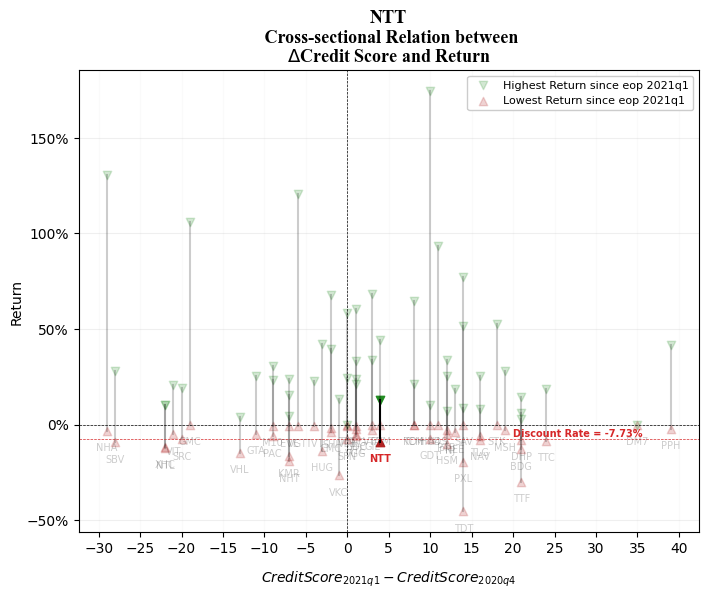 NTT
Cross-sectional Relation between
ΔCredit Score and Return
Highest Return since eop 2021q1
Lowest Return since eop 2021q1
150%
100%
50%
0%
−50%
Return
Discount Rate = -7.73%
NTT
NHA
SBV
VHL
GTA
PAC
KMR
NHT
HUG
VKC
GDT
HSM
PXL
TDT
NAV
MSH
DHP
BDG
TTF
TTC
DM7
PPH
SRC
−30
−25
−20
−15
−10
−5
0
5
10
15
20
25
30
35
40
CreditScore2021q1 − CreditScore2020q4